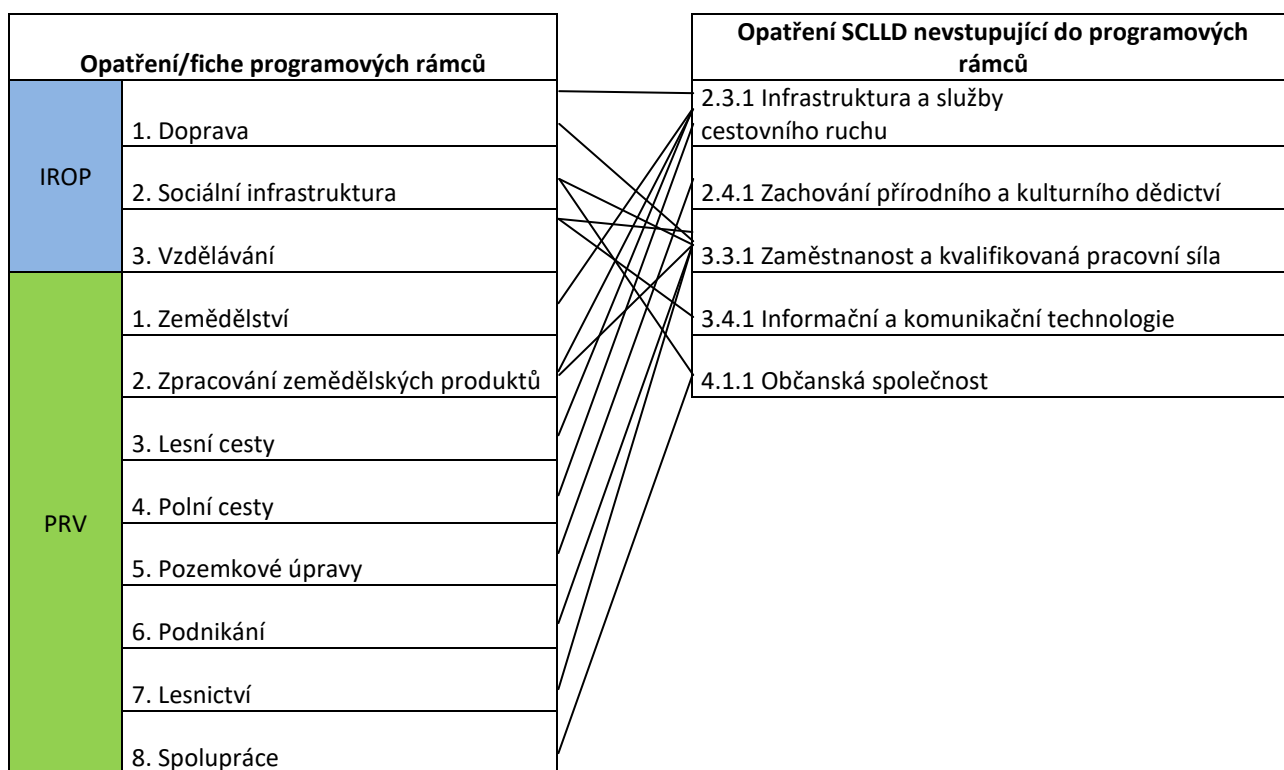 Opatření/fiche programových rámců
IROP
1. Doprava
2. Sociální infrastruktura
3. Vzdělávání
PRV
1. Zemědělství
2. Zpracování zemědělských produktů
3. Lesní cesty
4. Polní cesty
5. Pozemkové úpravy
6. Podnikání
7. Lesnictví
8. Spolupráce
Opatření SCLLD nevstupující do programových
rámců
2.3.1 Infrastruktura a služby
cestovního ruchu
2.4.1 Zachování přírodního a kulturního dědictví
3.3.1 Zaměstnanost a kvalifikovaná pracovní síla
3.4.1 Informační a komunikační technologie
4.1.1 Občanská společnost